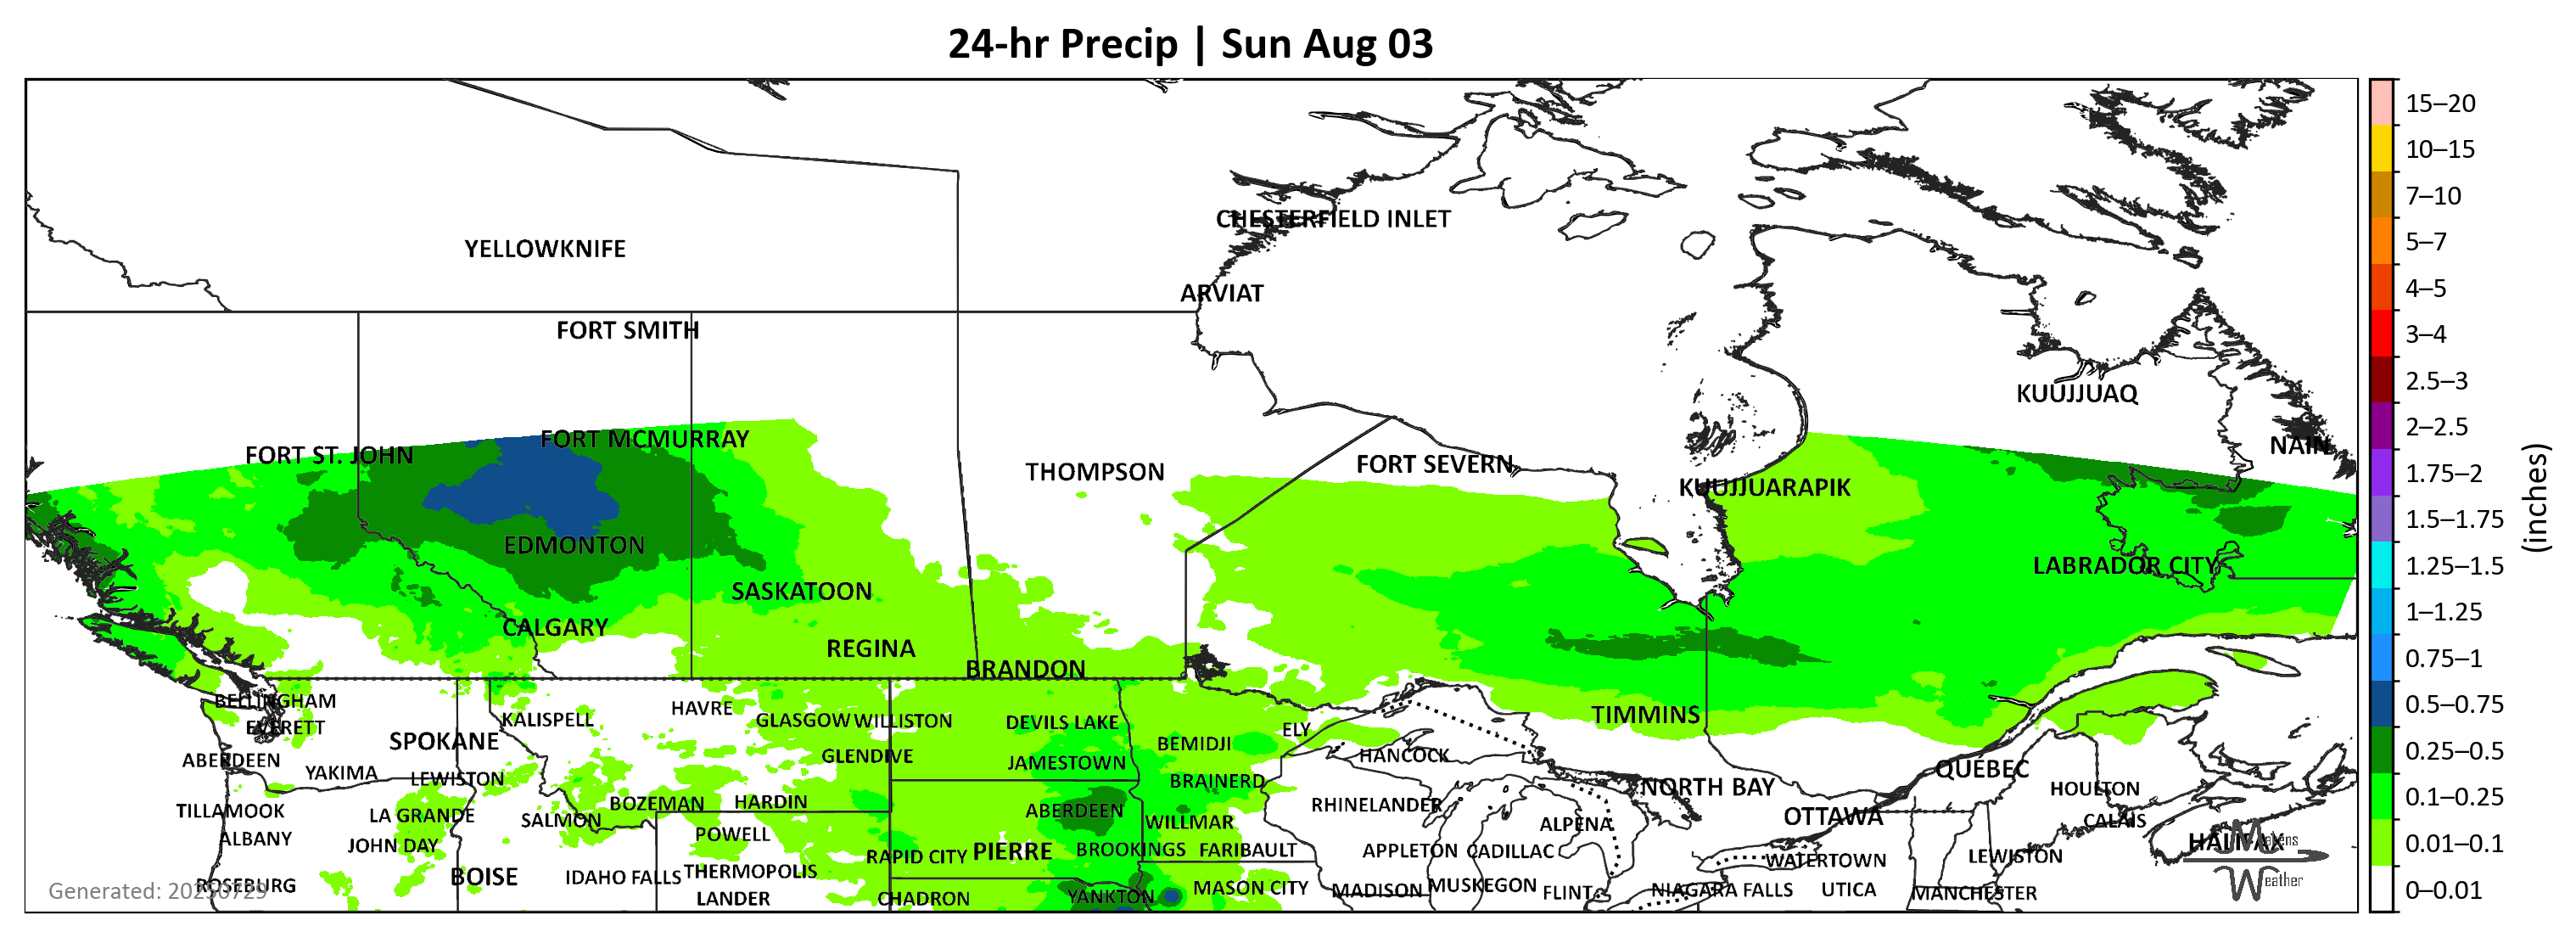 24-hr Precip | Sun Aug 03
CHESTERFIELD INLET
YELLOWKNIFE
ARVIAT
FORT SMITH
KUUJJUAQ
FORT MCMURRAY
NAIN
FORT ST. JOHN
THOMPSON
FORT SEVERN
KUUJJUARAPIK
EDMONTON
LABRADOR CITY
SASKATOON
CALGARY
REGINA
BRANDON
BELLINGHAM
HAVRE
KALISPELL
GLASGOW WILLISTON
DEVILS LAKE
TIMMINS
EVERETT
ELY
SPOKANE
BEMIDJI
ABERDEEN
GLENDIVE
JAMESTOWN
HANCOCK
QUÉBEC
YAKIMA
LEWISTON
BRAINERD
NORTH BAY
HOULTON
TILLAMOOK
LA GRANDE
BOZEMAN
HARDIN
ABERDEEN
RHINELANDER
OTTAWA
CALAIS
SALMON
WILLMAR
ALPENA
ALBANY
JOHN DAY
POWELL
HALIFAX
Makens
Weather
RAPID CITY
PIERRE
BROOKINGS
FARIBAULT
APPLETON
CADILLAC
WATERTOWN
LEWISTON
BOISE
IDAHO FALLS
THERMOPOLIS
ROSEBURG
Generated: 20250729
LANDER
CHADRON
YANKTON
MASON CITY
MADISON
MUSKEGON
FLINT
NIAGARA FALLS
UTICA
MANCHESTER
15–20
10–15
7–10
5–7
4–5
3–4
2.5–3
2–2.5
1.75–2
1.5–1.75
1.25–1.5
1–1.25
0.75–1
0.5–0.75
0.25–0.5
0.1–0.25
0.01–0.1
0–0.01
(inches)